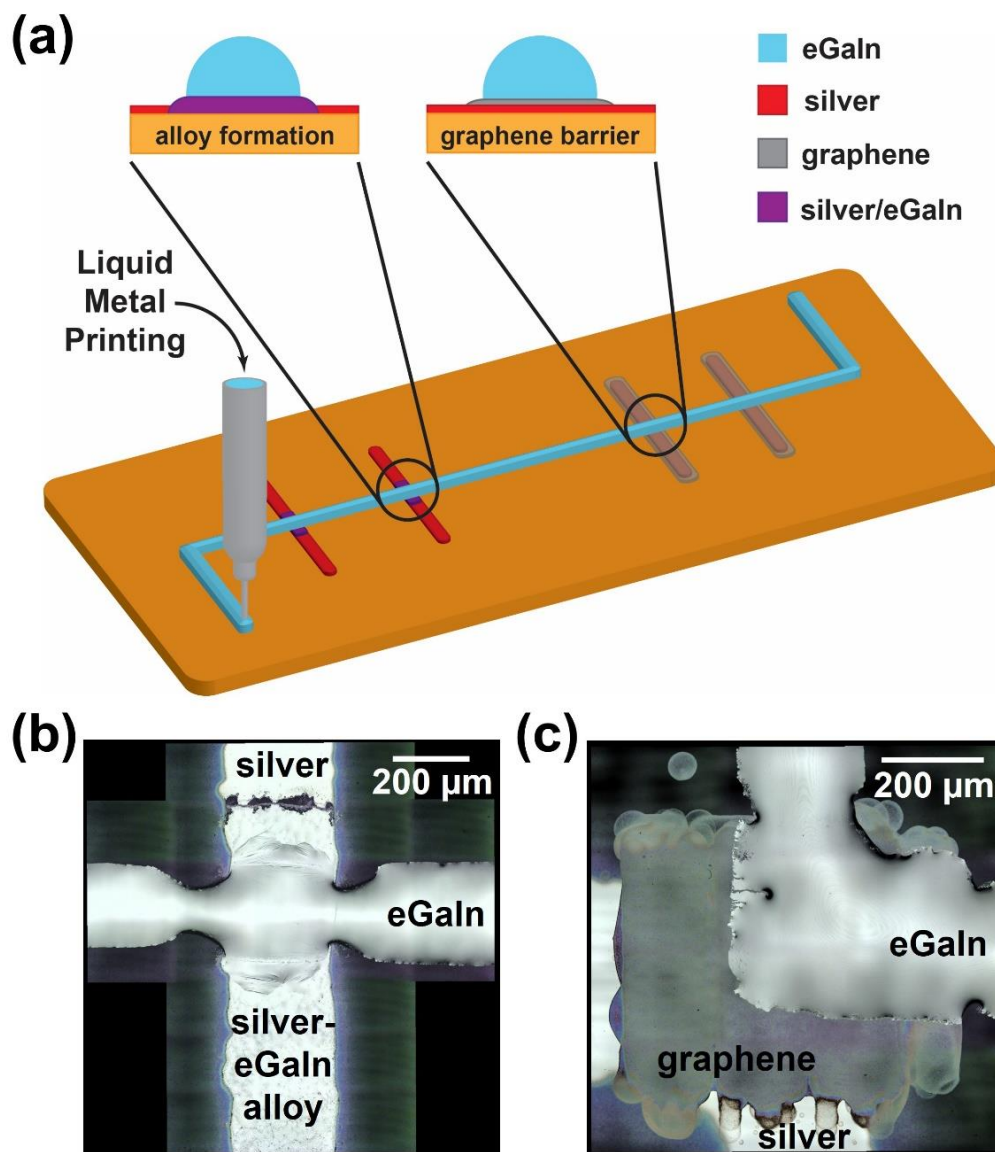 (a)
eGaIn
silver
graphene
silver/eGaIn
alloy formation
graphene barrier
Liquid
Metal
Printing
(b)
silver
200 μm
eGaIn
silver-
eGaIn
alloy
(c)
200 μm
eGaIn
graphene
silver